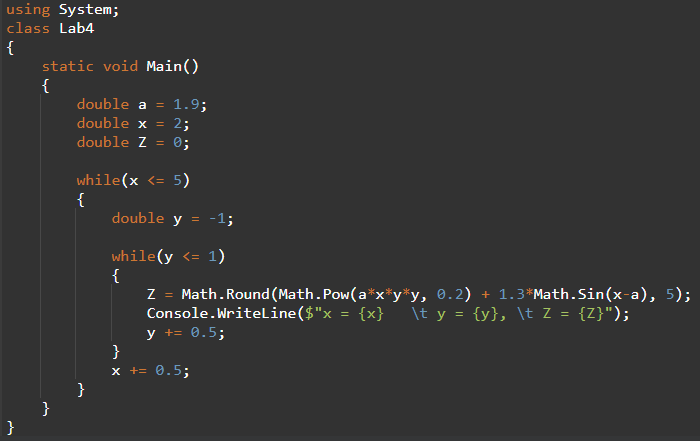 using System;
class Lab4
{
    static void Main()
    {
        double a = 1.9;
        double x = 2;
        double Z = 0;

        while(x <= 5)
        {
            double y = -1;

            while(y <= 1)
            {
                Z = Math.Round(Math.Pow(a*x*y*y, 0.2) + 1.3*Math.Sin(x-a), 5);
                Console.WriteLine($"x = {x}   \t y = {y}, \t Z = {Z}");
                y += 0.5;
            }
            x += 0.5;
        }
    }
}